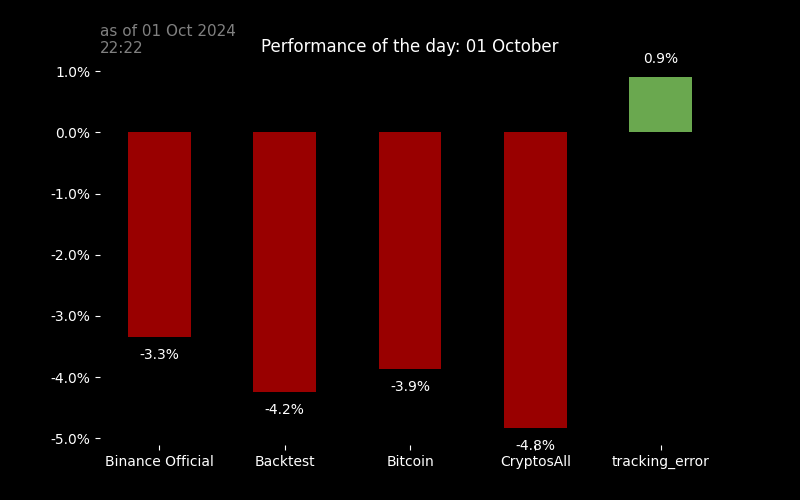 as of 01 Oct 2024
22:22
Performance of the day: 01 October
1.0%
0.0%
-1.0%
-2.0%
-3.0%
-4.0%
-5.0%
-3.3%
-4.2%
-3.9%
-4.8%
0.9%
Binance Official
Backtest
Bitcoin
CryptosAll
tracking_error